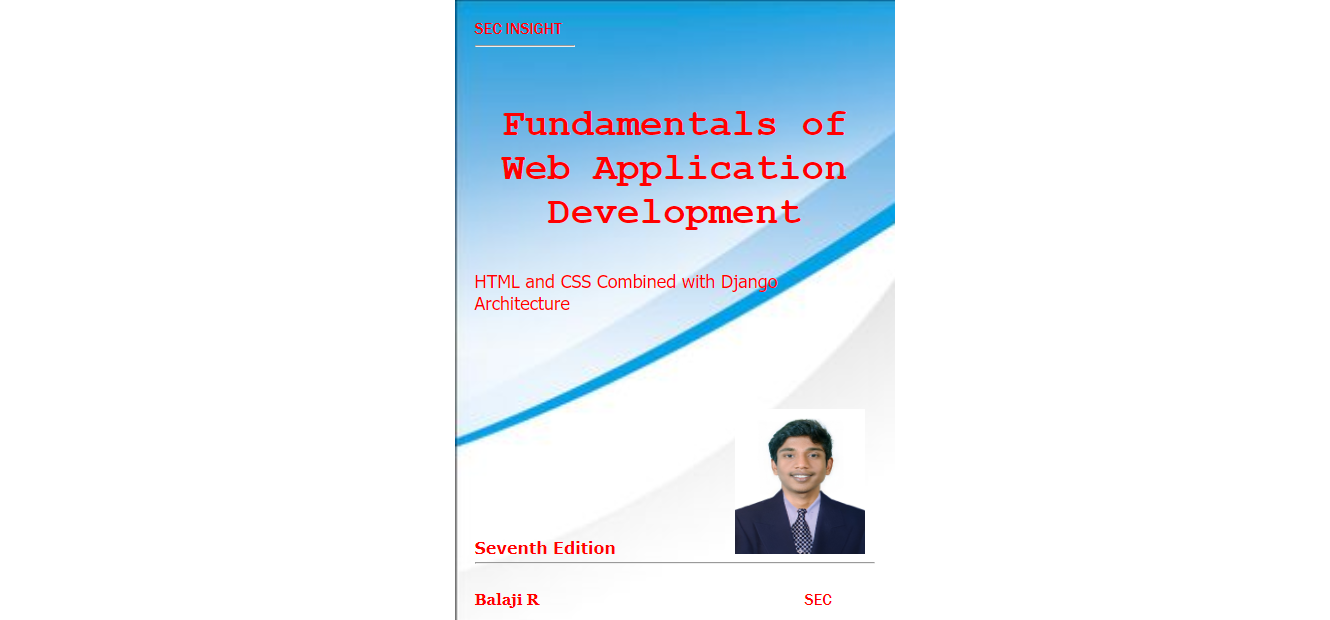 SEC INSIGHT
Fundamentals of
Web Application
Development
HTML and CSS Combined with Django
Architecture
Seventh Edition
Balaji R
SEC